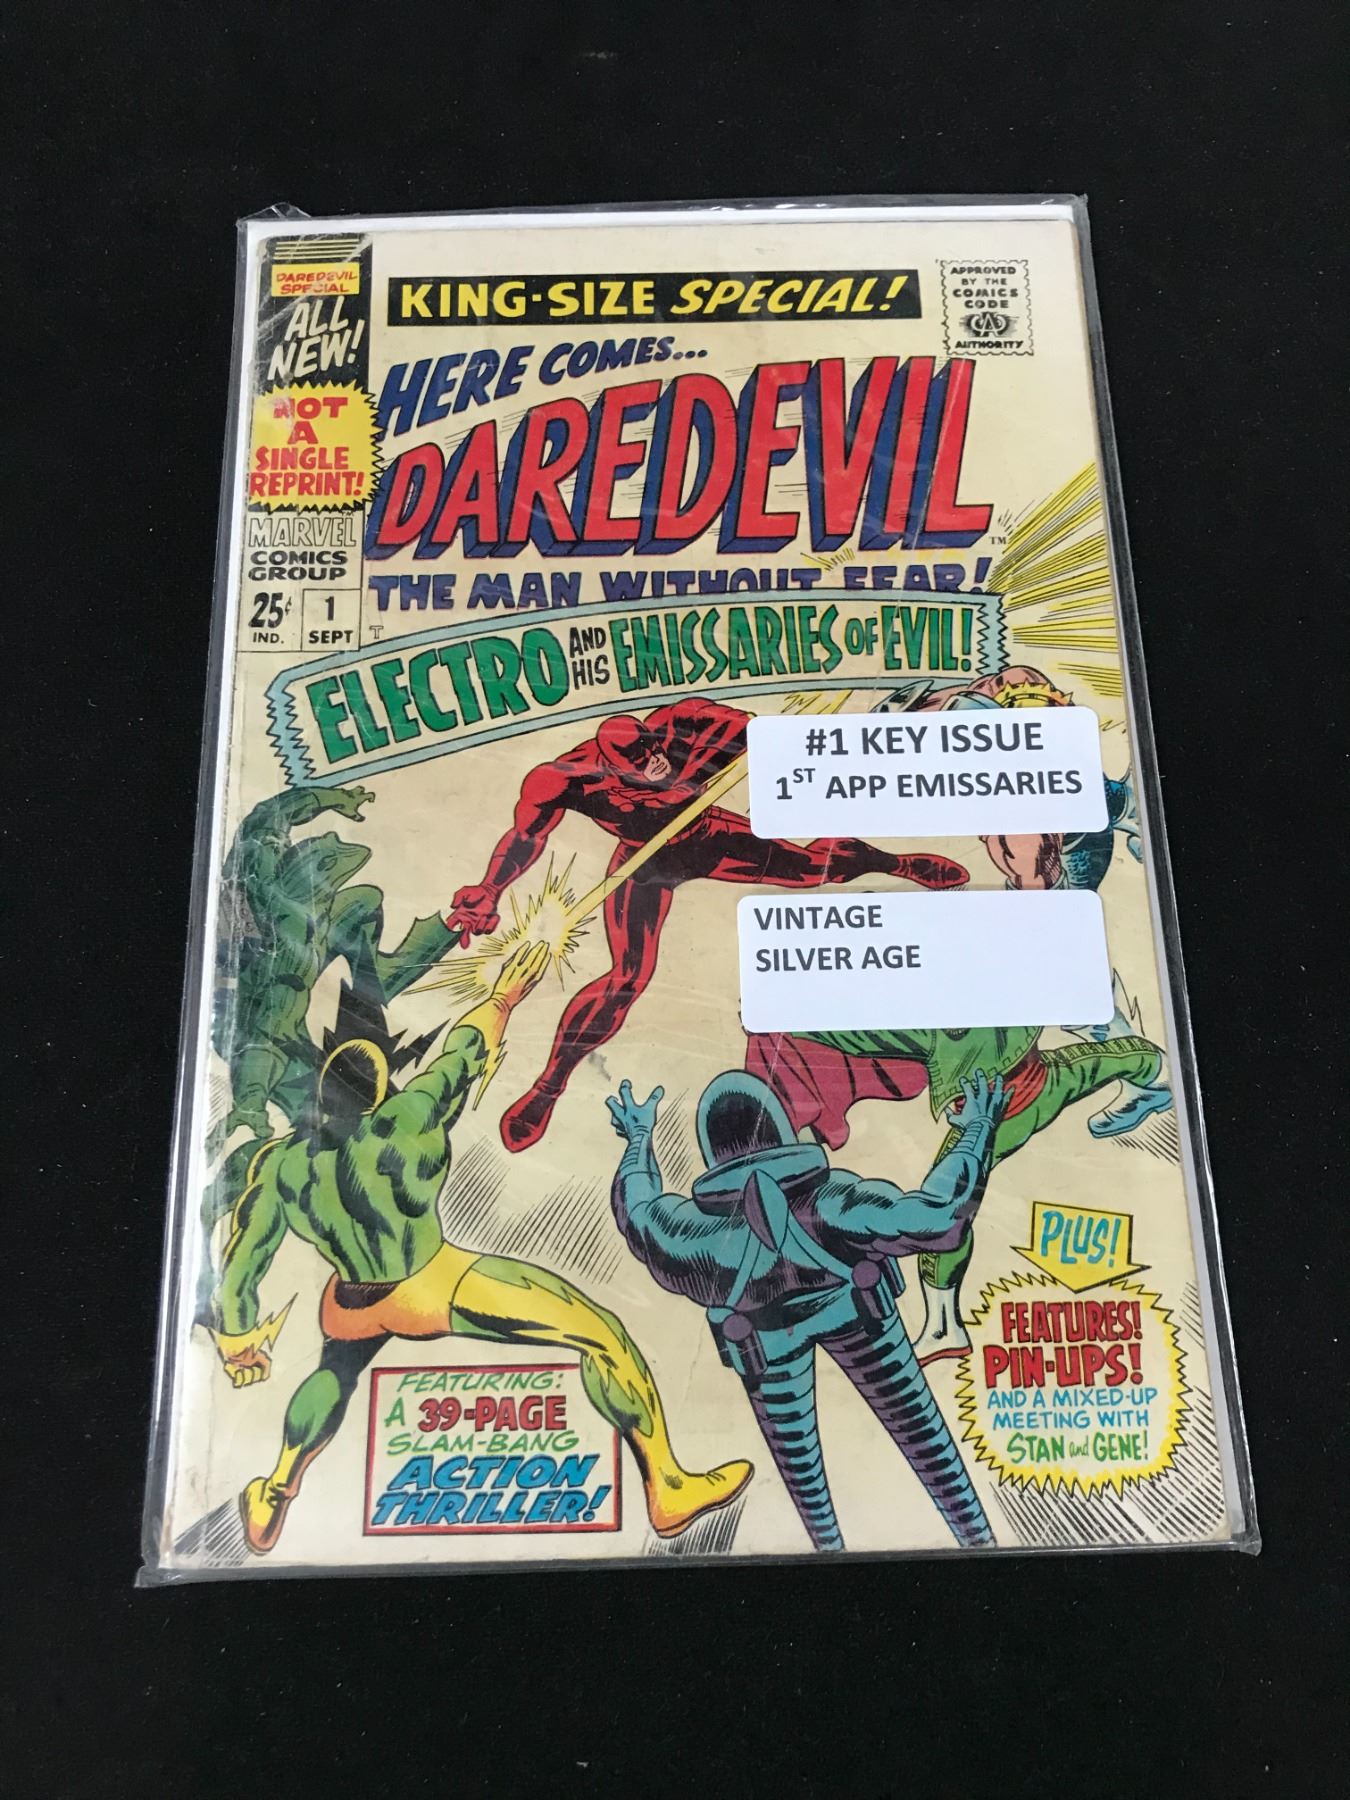 DAREDEVIL
SPECIAL
ALL
NEW!
NOT
A
SINGLE
REPRINT!
MARVEL
COMICS
GROUP
25¢
IND.
1
SEPT
KING-SIZE SPECIAL!
APPROVED
BY THE
COMICS
CODE
CA
AUTHORITY
HERE COMES...
DAREDEVIL
TM
THE MAN WITHOUT FEAR!
ELECTRO AND HIS EMISSARIES OF EVIL!
#1 KEY ISSUE
1ST APP EMISSARIES
VINTAGE
SILVER AGE
PLUS!
FEATURES!
PIN-UPS!
AND A MIXED-UP
MEETING WITH
STAN and GENE!
FEATURING:
A 39-PAGE
SLAM-BANG
ACTION
THRILLER!